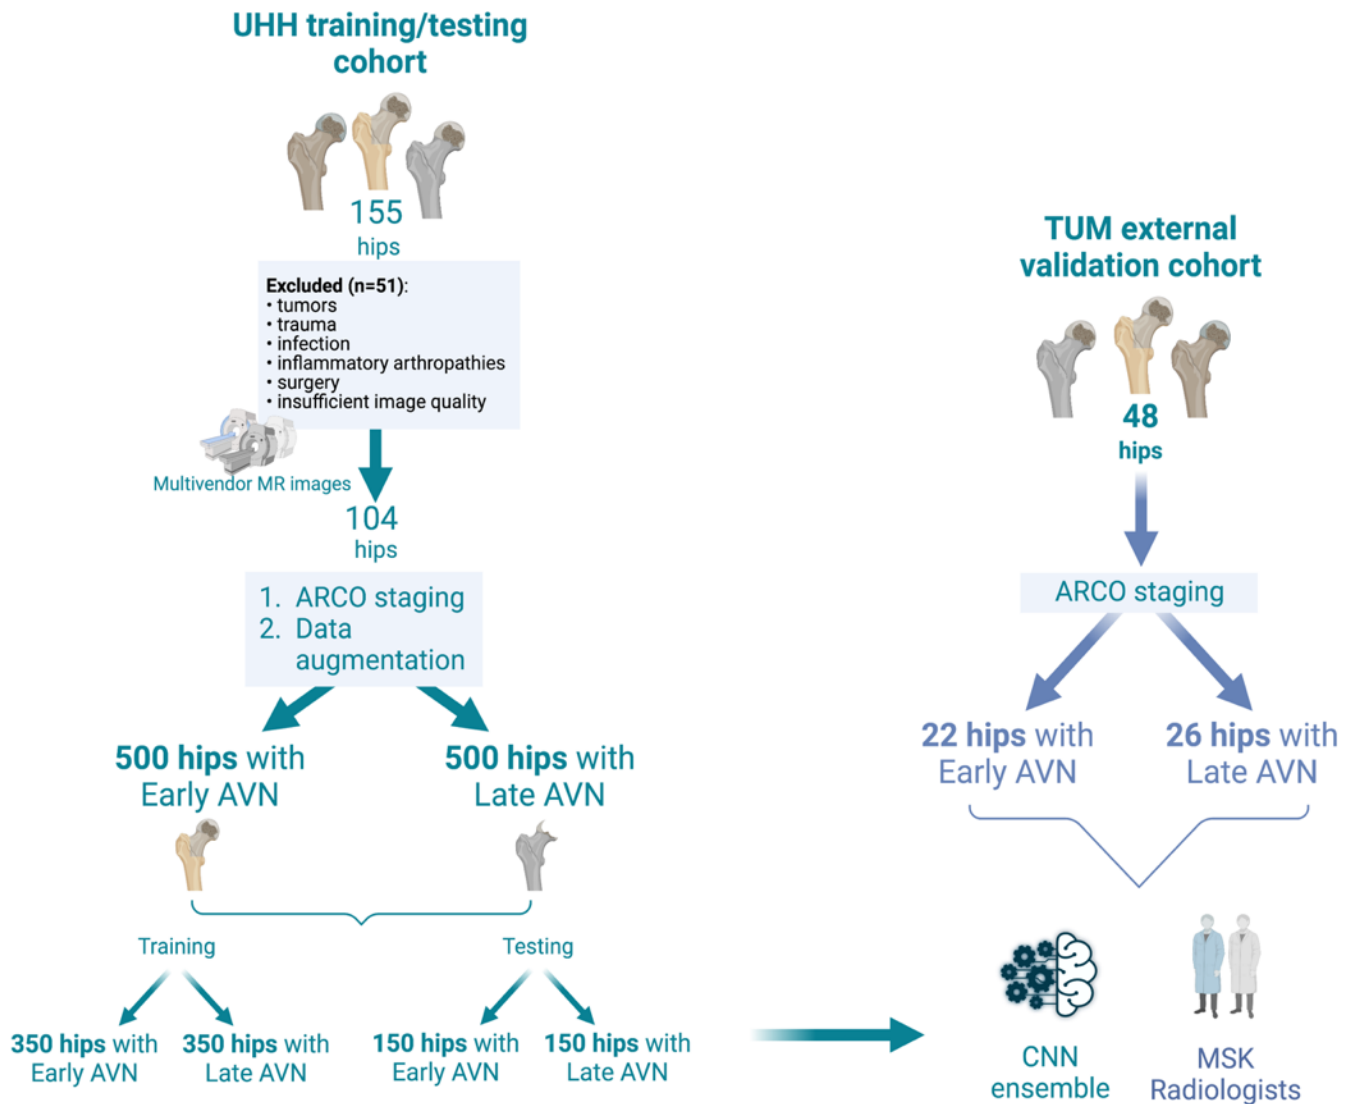 UHH training/testing
cohort
155
hips
Excluded (n=51):
• tumors
• trauma
• infection
• inflammatory arthropathies
• surgery
• insufficient image quality
Multivendor MR images
104
hips
1. ARCO staging
2. Data
augmentation
500 hips with
Early AVN
500 hips with
Late AVN
Training
Testing
350 hips with
Early AVN
350 hips with
Late AVN
150 hips with
Early AVN
150 hips with
Late AVN
TUM external
validation cohort
48
hips
ARCO staging
22 hips with
Early AVN
26 hips with
Late AVN
CNN
ensemble
MSK
Radiologists